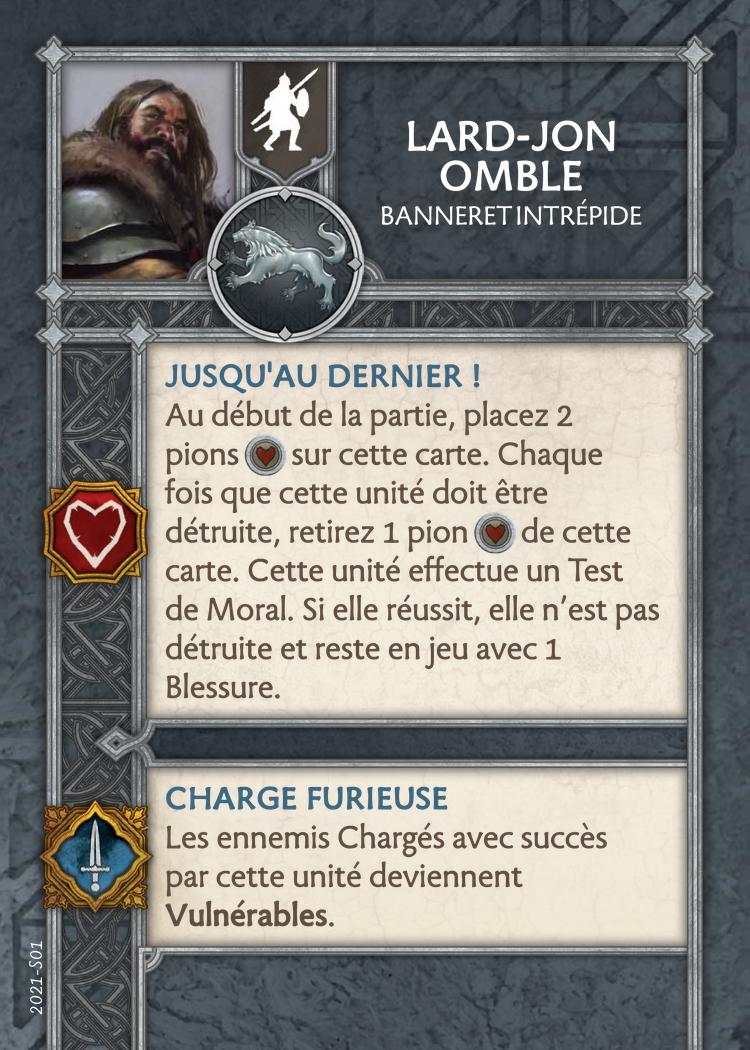 LARD-JON
OMBLE
BANNERET INTRÉPIDE
JUSQU'AU DERNIER !
Au début de la partie, placez 2
pions sur cette carte. Chaque
fois que cette unité doit être
détruite, retirez 1 pion de cette
carte. Cette unité effectue un Test
de Moral. Si elle réussit, elle n’est pas
détruite et reste en jeu avec 1
Blessure.
CHARGE FURIEUSE
Les ennemis Chargés avec succès
par cette unité deviennent
Vulnérables.
2021-S01